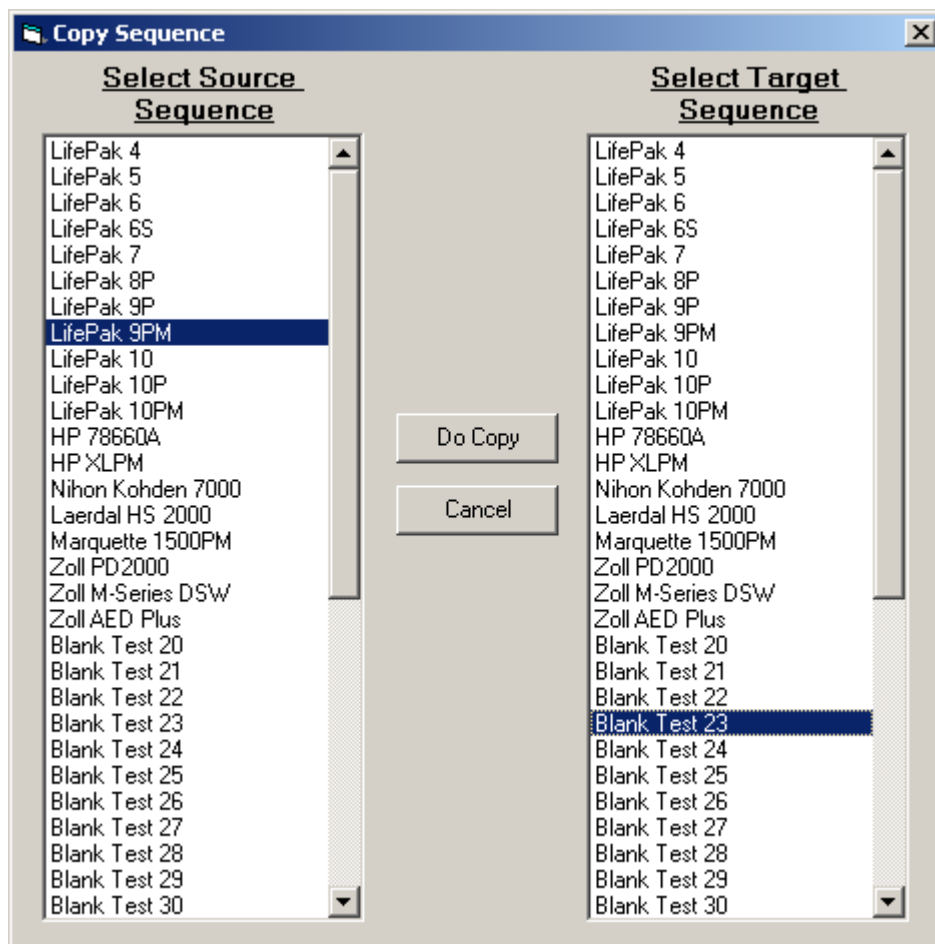 Copy Sequence
Select Source
Sequence
LifePak 4
LifePak 5
LifePak 6
LifePak 6S
LifePak 7
LifePak 8P
LifePak 9P
LifePak 9PM
LifePak 10
LifePak 10P
LifePak 10PM
HP 78660A
HP XLPM
Nihon Kohden 7000
Laerdal HS 2000
Marquette 1500PM
Zoll PD2000
Zoll M-Series DSW
Zoll AED Plus
Blank Test 20
Blank Test 21
Blank Test 22
Blank Test 23
Blank Test 24
Blank Test 25
Blank Test 26
Blank Test 27
Blank Test 28
Blank Test 29
Blank Test 30
Do Copy
Cancel
Select Target
Sequence
LifePak 4
LifePak 5
LifePak 6
LifePak 6S
LifePak 7
LifePak 8P
LifePak 9P
LifePak 9PM
LifePak 10
LifePak 10P
LifePak 10PM
HP 78660A
HP XLPM
Nihon Kohden 7000
Laerdal HS 2000
Marquette 1500PM
Zoll PD2000
Zoll M-Series DSW
Zoll AED Plus
Blank Test 20
Blank Test 21
Blank Test 22
Blank Test 23
Blank Test 24
Blank Test 25
Blank Test 26
Blank Test 27
Blank Test 28
Blank Test 29
Blank Test 30